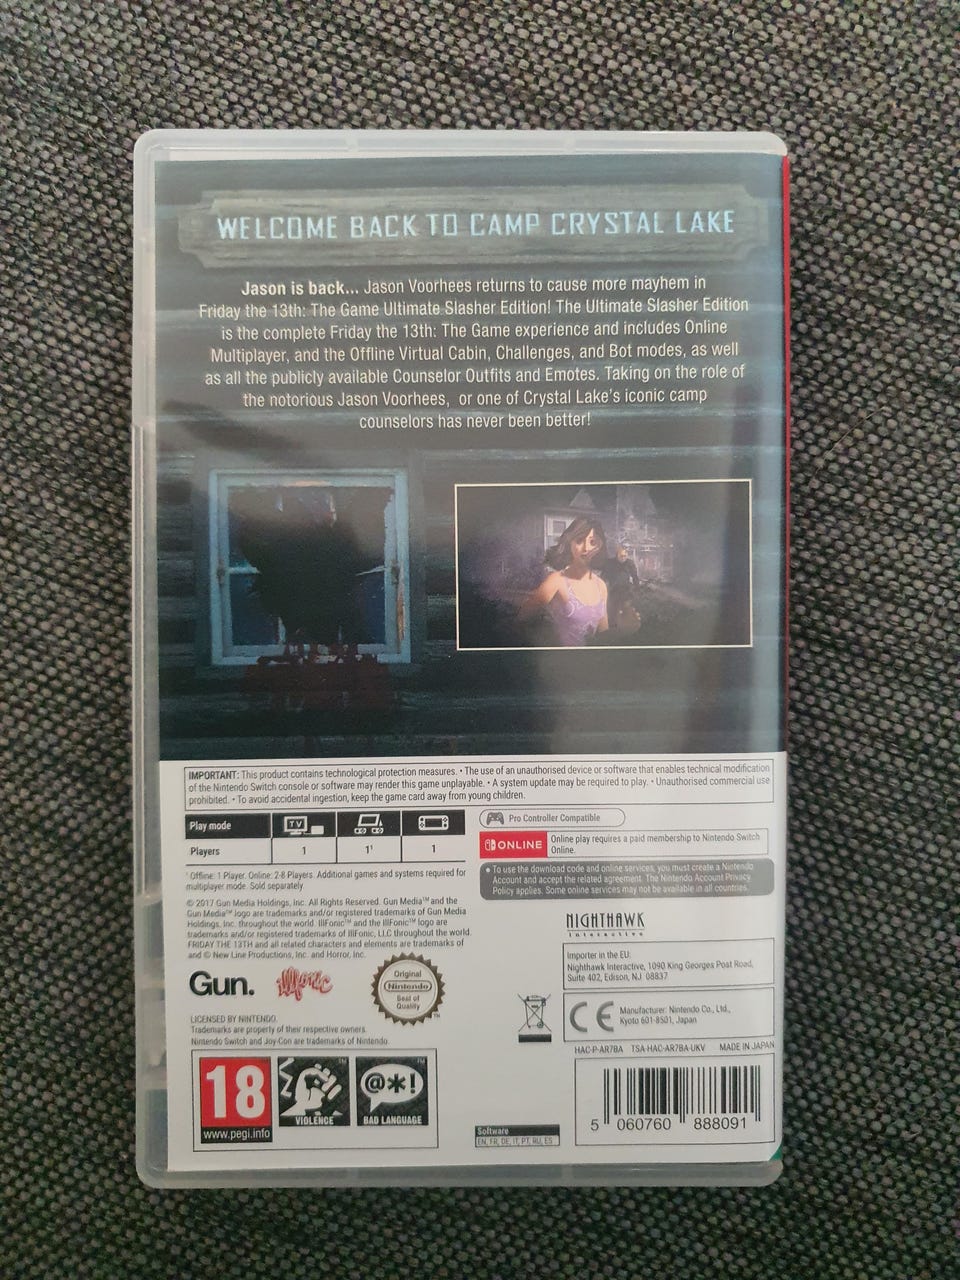 WELCOME BACK TO CAMP CRYSTAL LAKE
Jason is back... Jason Voorhees returns to cause more mayhem in
Friday the 13th: The Game Ultimate Slasher Edition! The Ultimate Slasher Edition
is the complete Friday the 13th: The Game experience and includes Online
Multiplayer, and the Offline Virtual Cabin, Challenges, and Bot modes, as well
as all the publicly available Counselor Outfits and Emotes. Taking on the role of
the notorious Jason Voorhees, or one of Crystal Lake's iconic camp
counselors has never been better!
IMPORTANT: This product contains technological protection measures. • The use of an unauthorised device or software that enables technical modification
of the Nintendo Switch console or software may render this game unplayable. • A system update may be required to play. • Unauthorised commercial use
prohibited. • To avoid accidental ingestion, keep the game card away from young children.
Play mode TV
Players 1 1¹ 1
¹ Offline: 1 Player. Online: 2-8 Players. Additional games and systems required for
multiplayer mode. Sold separately.
© 2017 Gun Media Holdings, Inc. All Rights Reserved. Gun Media™ and the
Gun Media™ logo are trademarks and/or registered trademarks of Gun Media
Holdings, Inc. throughout the world. IllFonic™ and the IllFonic™ logo are
trademarks and/or registered trademarks of IllFonic, LLC throughout the world.
FRIDAY THE 13TH and all related characters and elements are trademarks of
and © New Line Productions, Inc. and Horror, Inc.
Gun. illfonic
Original
Nintendo
Seal of
Quality
TM
LICENSED BY NINTENDO.
Trademarks are property of their respective owners.
Nintendo Switch and Joy-Con are trademarks of Nintendo.
18
www.pegi.info
VIOLENCE
@*!
BAD LANGUAGE
Pro Controller Compatible
ONLINE
Online play requires a paid membership to Nintendo Switch
Online.
• To use the download code and online services, you must create a Nintendo
Account and accept the related agreement. The Nintendo Account Privacy
Policy applies. Some online services may not be available in all countries.
NIGHTHAWK
Interactive
Importer in the EU:
Nighthawk Interactive, 1090 King Georges Post Road,
Suite 402, Edison, NJ 08837
CE
Manufacturer: Nintendo Co., Ltd.,
Kyoto 601-8501, Japan
HAC-P-AR7BA TSA-HAC-AR7BA-UKV MADE IN JAPAN
5 060760 888091
Software
EN, FR, DE, IT, PT, RU, ES